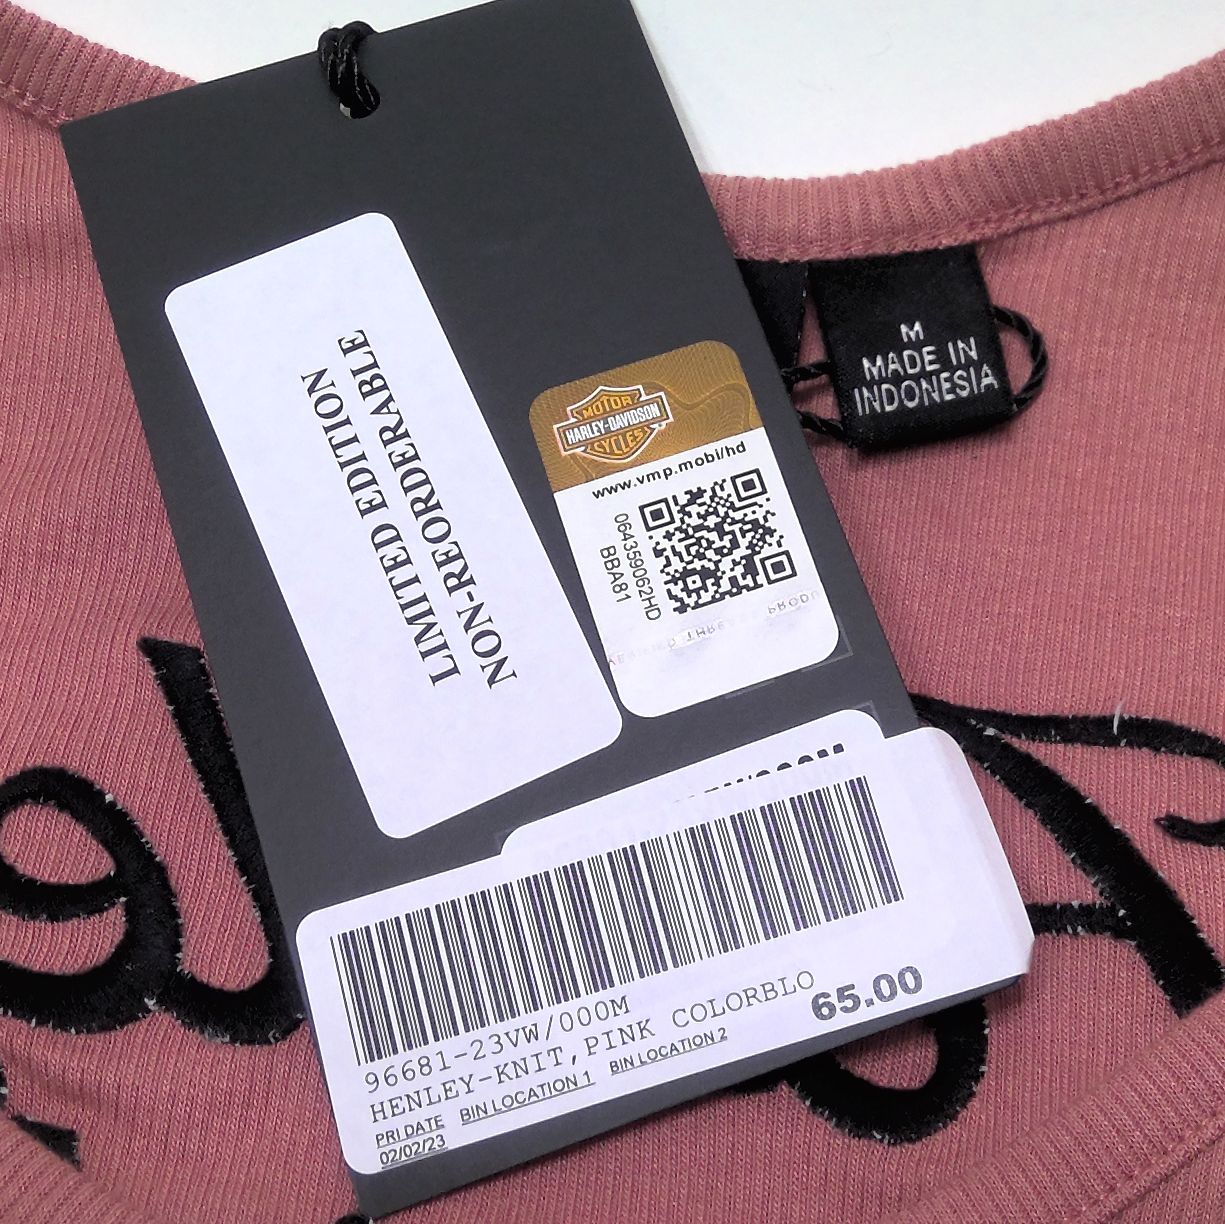 LIMITED EDITION
NON-REORDERABLE
MOTOR
HARLEY-DAVIDSON
CYCLES
www.vmp.mobi/hd
064359062HD
BBA81
M
MADE IN
INDONESIA
96681-23VW/000M
HENLEY-KNIT,PINK COLORBLO
65.00
PRI DATE BIN LOCATION 1 BIN LOCATION 2
02/02/23